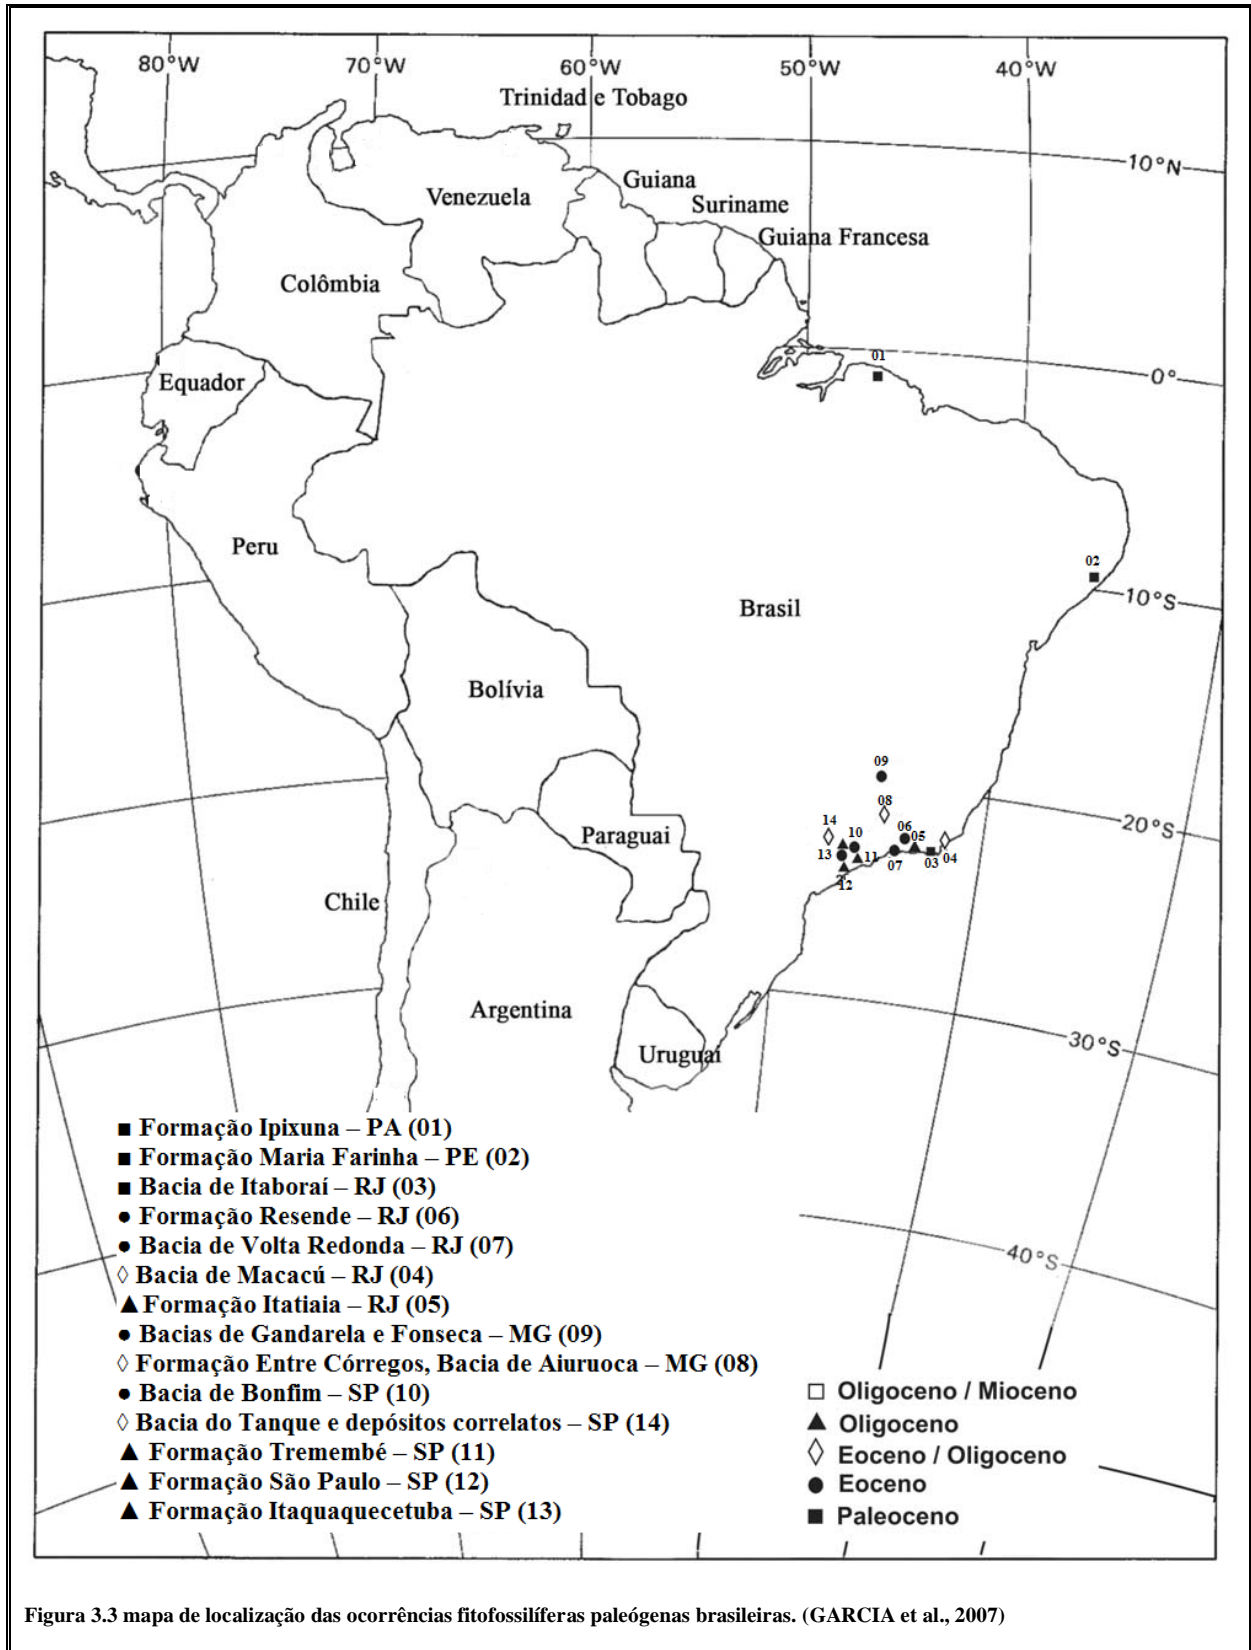 80°W
70°W
60°W
50°W
40°W
Trinidad e Tobago
10°N
Guiana
Venezuela
Suriname
Guiana Francesa
Colômbia
01
Equador
0°
Peru
02
10°S
Brasil
Bolívia
09
08
14
10
06
05
20°S
Paraguai
13
11
07
03
04
12
Chile
Argentina
30°S
Uruguai
■ Formação Ipixuna – PA (01)
■ Formação Maria Farinha – PE (02)
■ Bacia de Itaboraí – RJ (03)
● Formação Resende – RJ (06)
● Bacia de Volta Redonda – RJ (07)
◊ Bacia de Macacú – RJ (04)
▲ Formação Itatiaia – RJ (05)
● Bacias de Gandarela e Fonseca – MG (09)
◊ Formação Entre Córregos, Bacia de Aiuruoca – MG (08)
● Bacia de Bonfim – SP (10)
◊ Bacia do Tanque e depósitos correlatos – SP (14)
▲ Formação Tremembé – SP (11)
▲ Formação São Paulo – SP (12)
▲ Formação Itaquaquecetuba – SP (13)
40°S
□ Oligoceno / Mioceno
▲ Oligoceno
◊ Eoceno / Oligoceno
● Eoceno
■ Paleoceno
Figura 3.3 mapa de localização das ocorrências fitofossilíferas paleógenas brasileiras. (GARCIA et al., 2007)